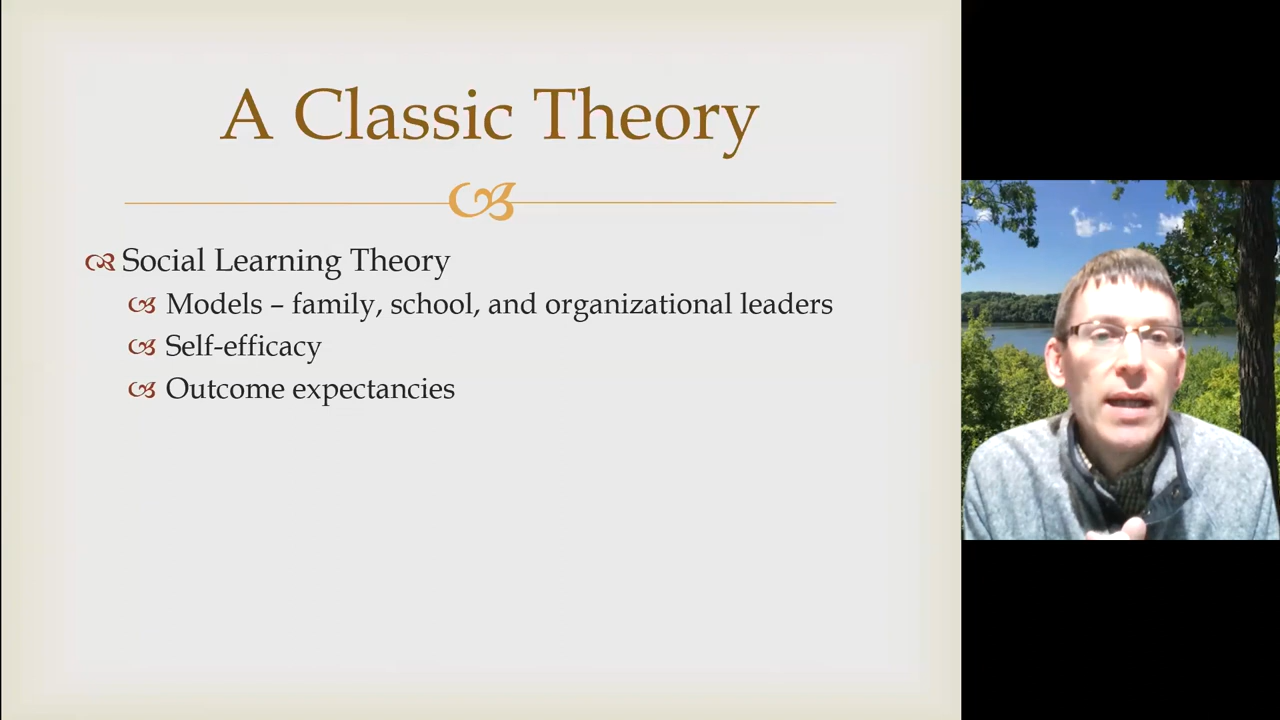 A Classic Theory
Social Learning Theory
Models – family, school, and organizational leaders
Self-efficacy
Outcome expectancies